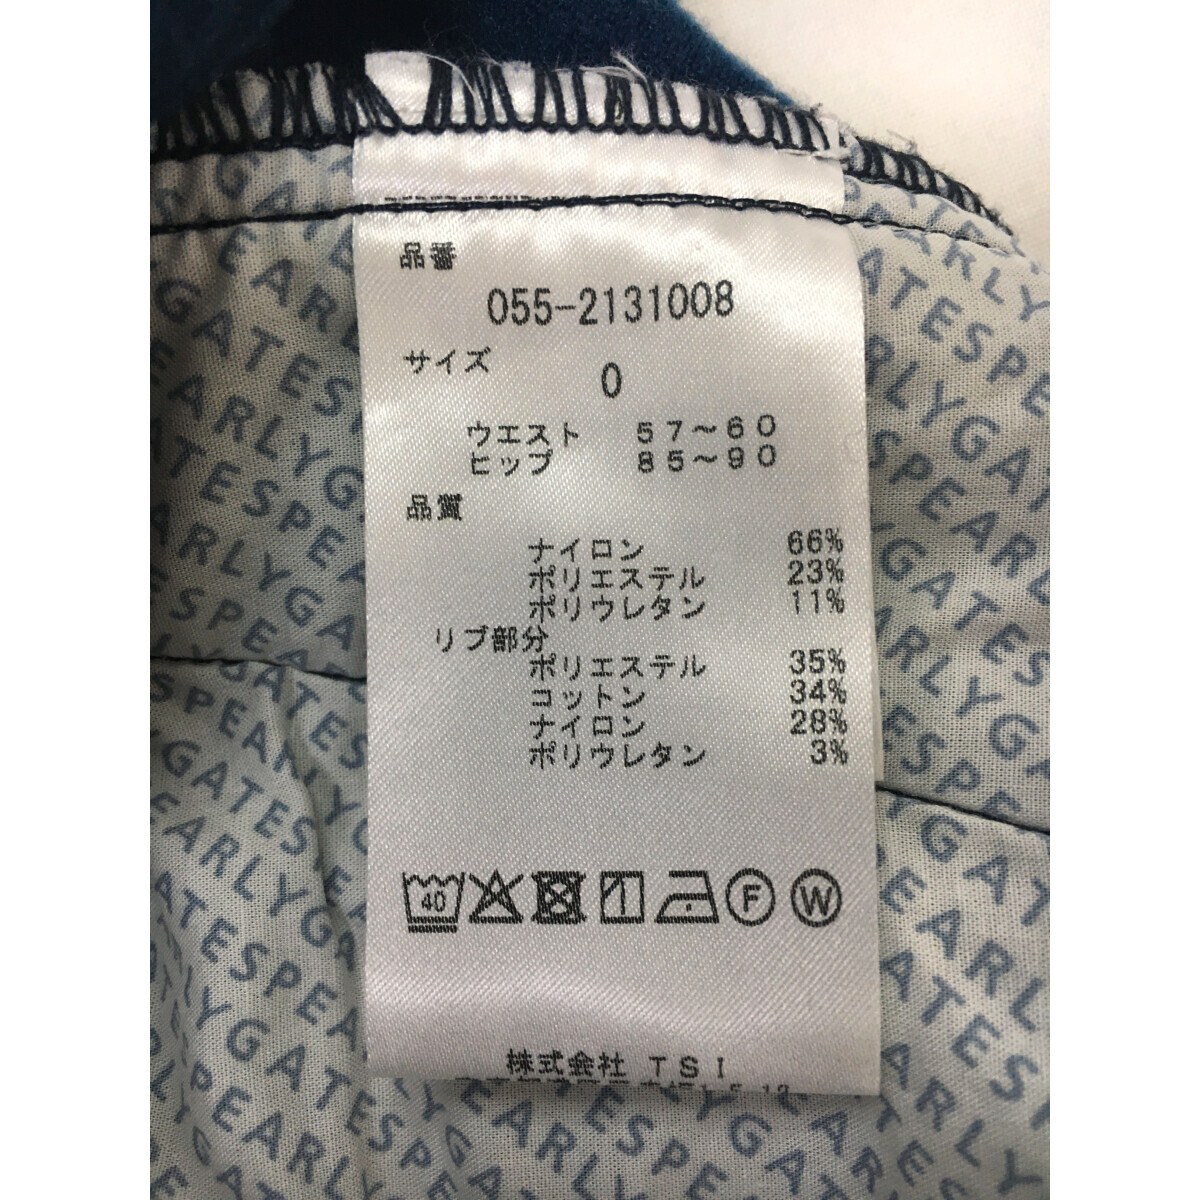 品番
055-2131008
サイズ
0
ウエスト 57～60
ヒップ 85～90
品質
ナイロン 66%
ポリエステル 23%
ポリウレタン 11%
リブ部分
ポリエステル 35%
コットン 34%
ナイロン 28%
ポリウレタン 3%
40 F W
株式会社 TSI
PEARLYGATES